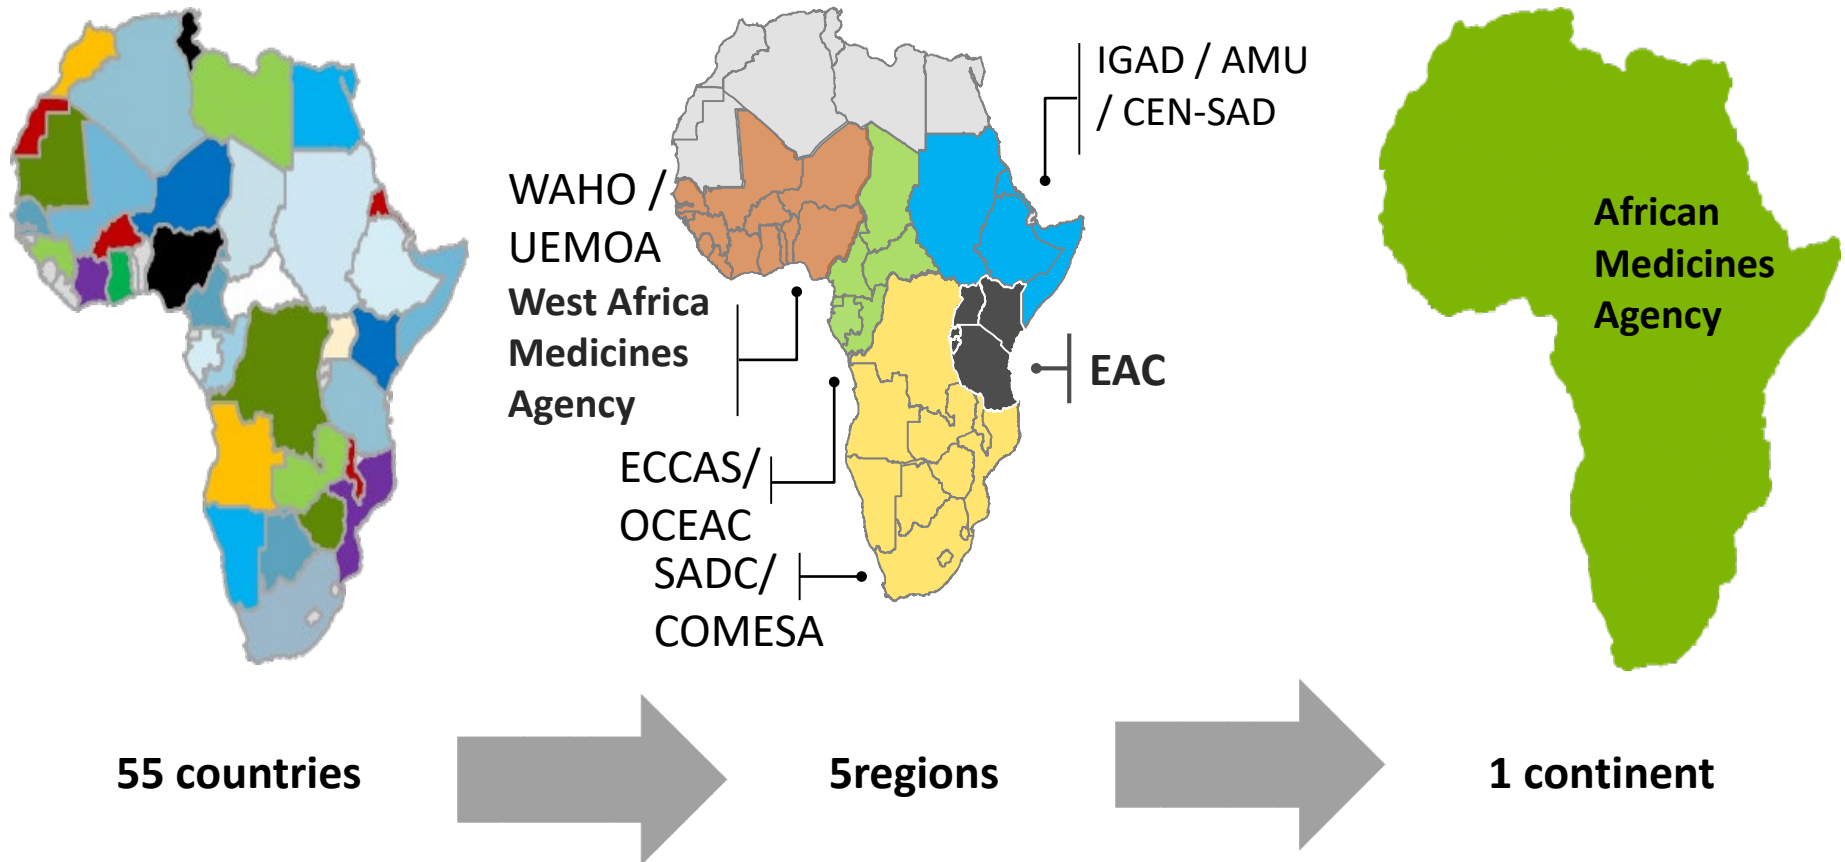 IGAD / AMU
/ CEN-SAD
WAHO /
UEMOA
West Africa
Medicines
Agency
EAC
ECCAS/
OCEAC
SADC/
COMESA
African
Medicines
Agency
55 countries
5regions
1 continent